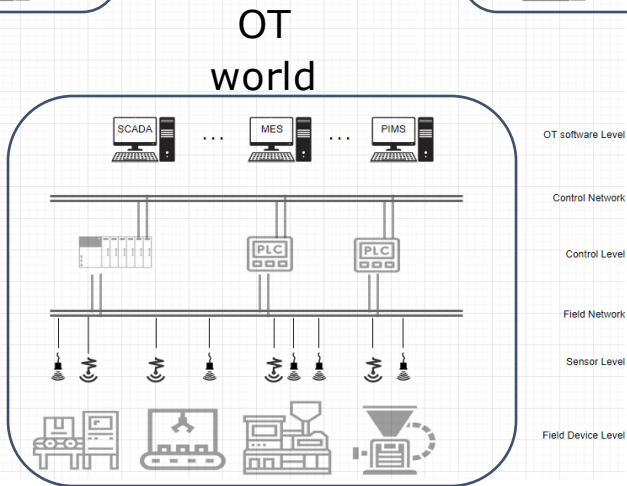 OT
world
SCADA
...
MES
...
PIMS
OT software Level
Control Network
PLC
PLC
Control Level
Field Network
Sensor Level
Field Device Level